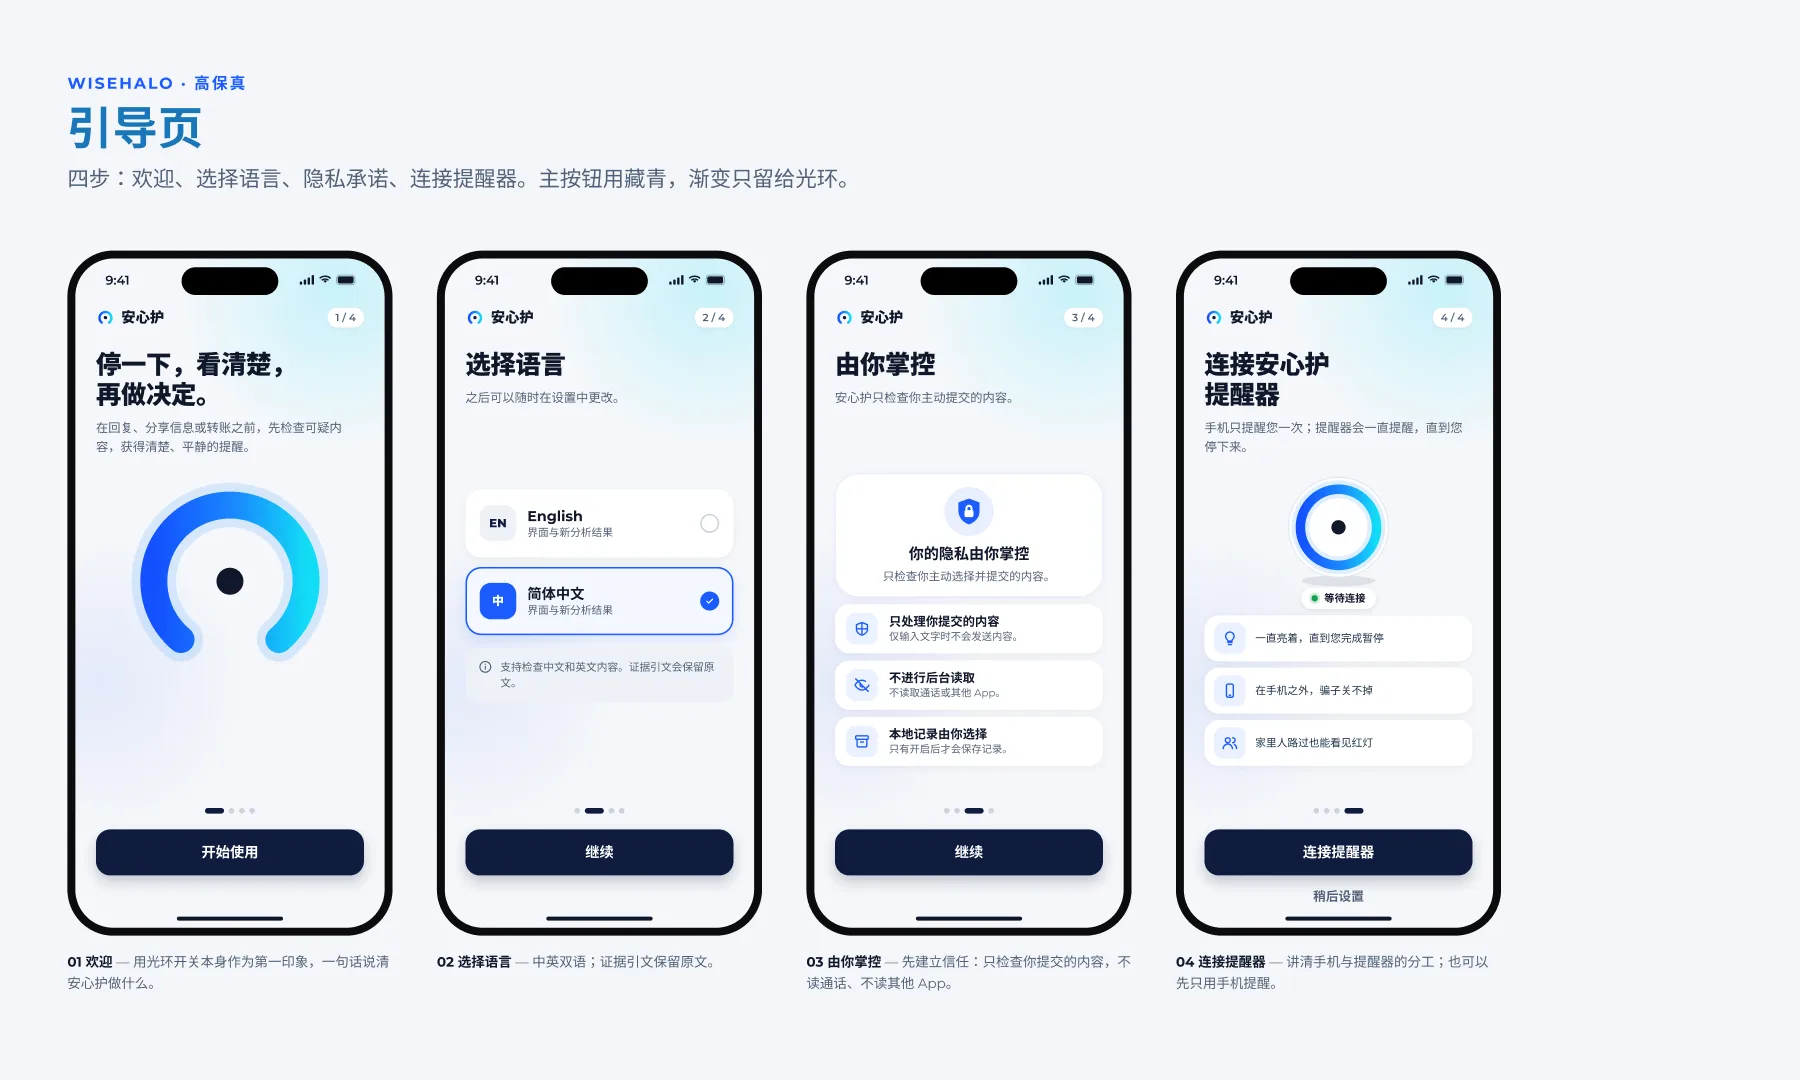 WISEHALO · 高保真
引导页
四步：欢迎、选择语言、隐私承诺、连接提醒器。主按钮用藏青，渐变只留给光环。
9:41
安心护
1 / 4
停一下，看清楚，
再做决定。
在回复、分享信息或转账之前，先检查可疑内
容，获得清楚、平静的提醒。
开始使用
01 欢迎 — 用光环开关本身作为第一印象，一句话说清
安心护做什么。
9:41
安心护
2 / 4
选择语言
之后可以随时在设置中更改。
EN
English
界面与新分析结果
中
简体中文
界面与新分析结果
支持检查中文和英文内容。证据引文会保留原
文。
继续
02 选择语言 — 中英双语；证据引文保留原文。
9:41
安心护
3 / 4
由你掌控
安心护只检查你主动提交的内容。
你的隐私由你掌控
只检查你主动选择并提交的内容。
只处理你提交的内容
仅输入文字时不会发送内容。
不进行后台读取
不读取通话或其他 App。
本地记录由你选择
只有开启后才会保存记录。
继续
03 由你掌控 — 先建立信任：只检查你提交的内容，不
读通话、不读其他 App。
9:41
安心护
4 / 4
连接安心护
提醒器
手机只提醒您一次；提醒器会一直提醒，直到您
停下来。
等待连接
一直亮着，直到您完成暂停
在手机之外，骗子关不掉
家里人路过也能看见红灯
连接提醒器
稍后设置
04 连接提醒器 — 讲清手机与提醒器的分工；也可以
先只用手机提醒。